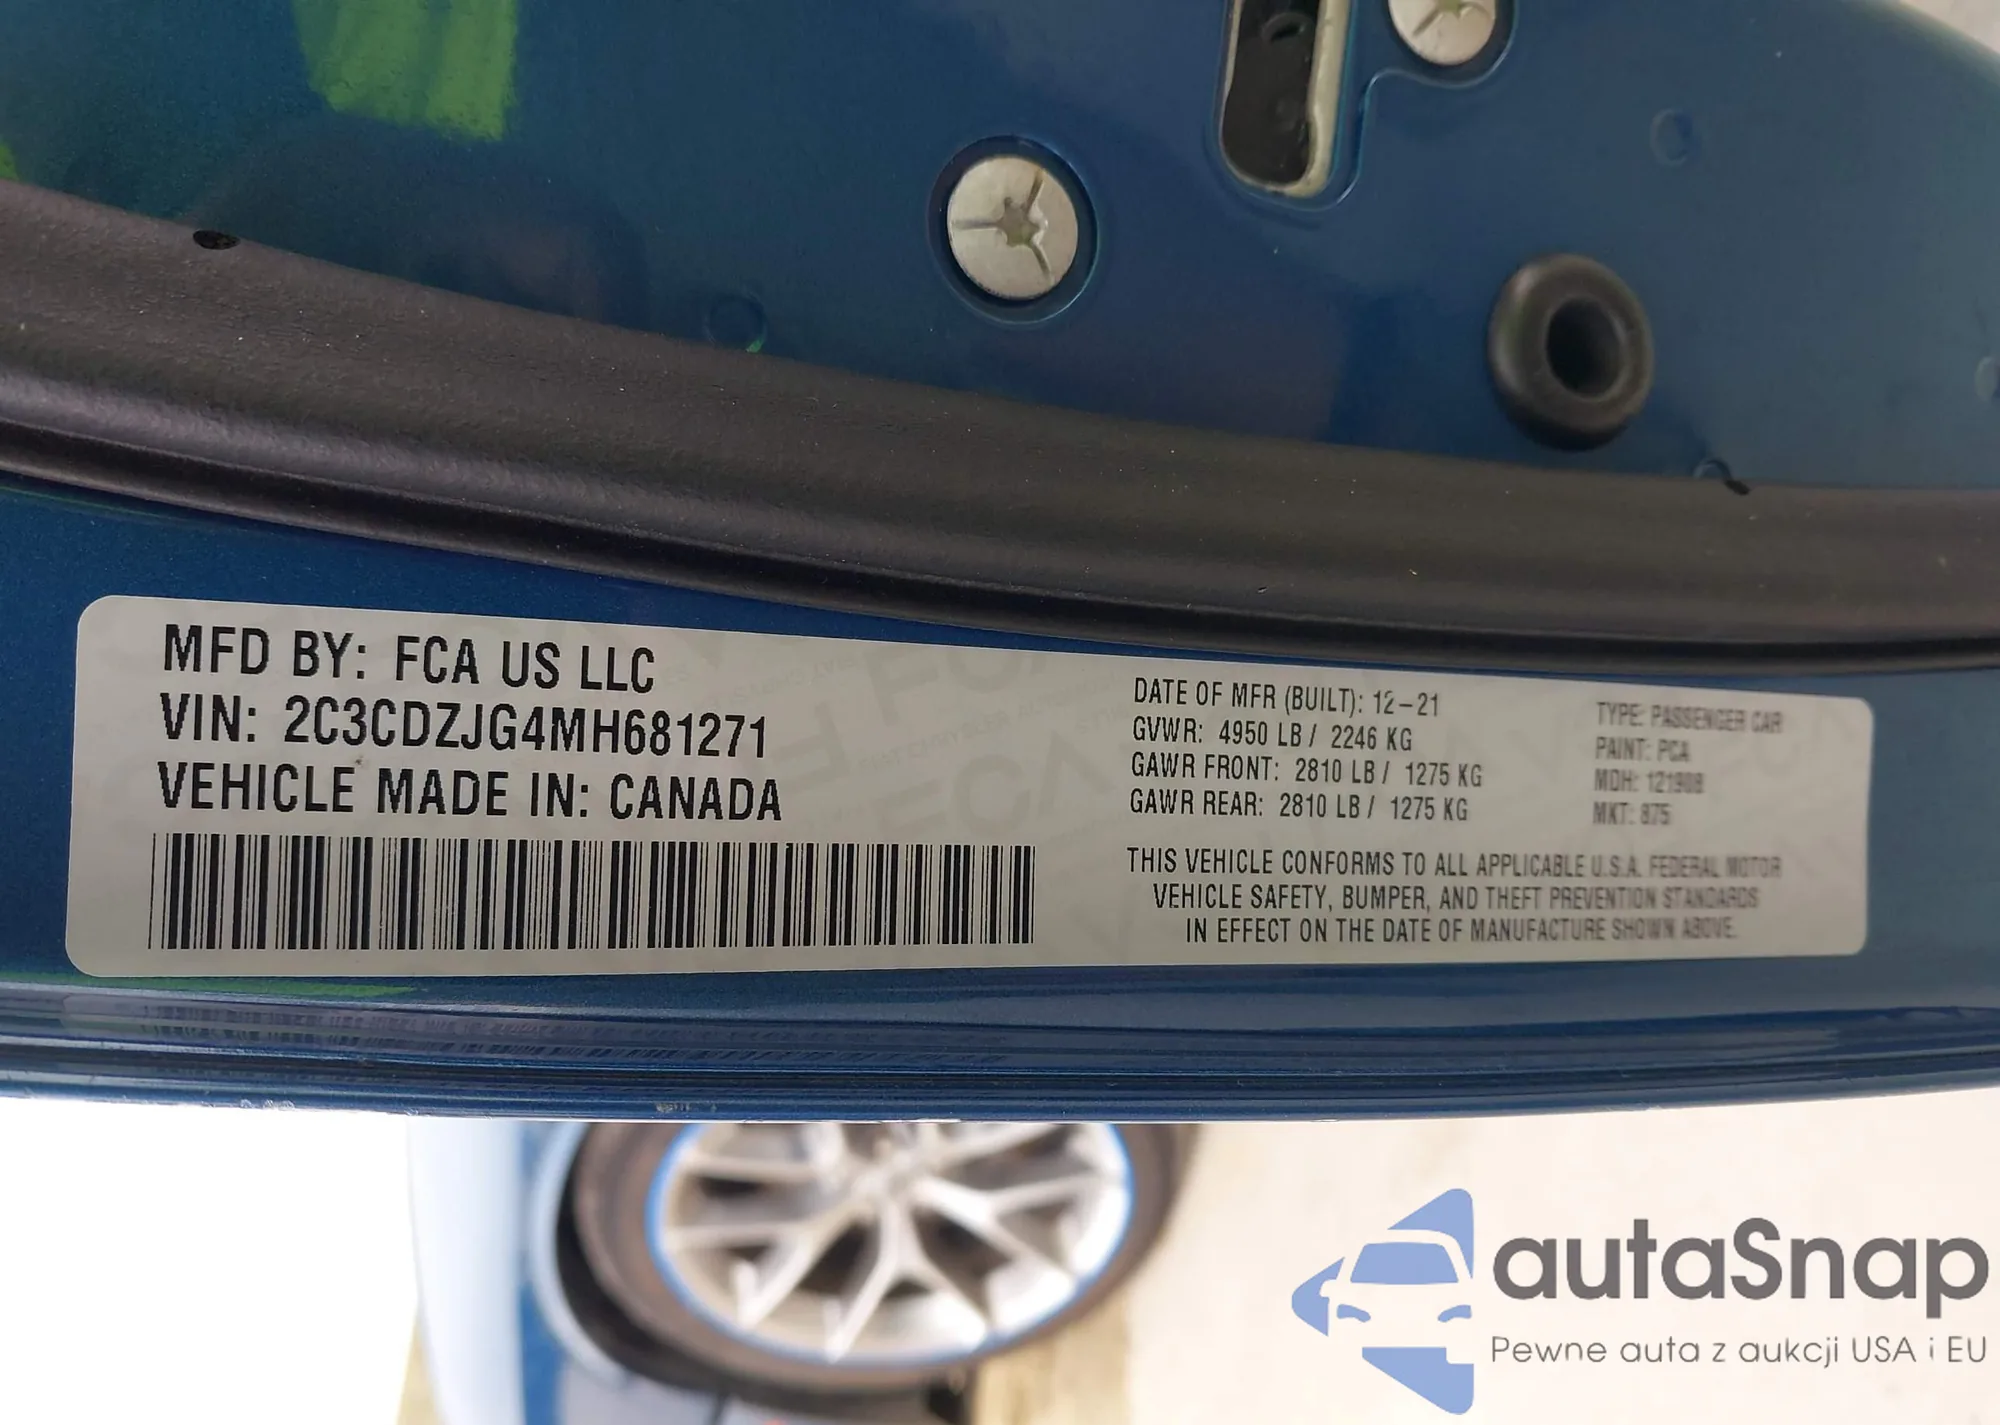 MFD BY: FCA US LLC
VIN: 2C3CDZJG4MH681271
VEHICLE MADE IN: CANADA
DATE OF MFR (BUILT): 12-21
GVWR: 4950 LB / 2246 KG
GAWR FRONT: 2810 LB / 1275 KG
GAWR REAR: 2810 LB / 1275 KG
TYPE: PASSENGER CAR
PAINT: PCA
MDH: 121908
MKT: 875
THIS VEHICLE CONFORMS TO ALL APPLICABLE U.S.A. FEDERAL MOTOR
VEHICLE SAFETY, BUMPER, AND THEFT PREVENTION STANDARDS
IN EFFECT ON THE DATE OF MANUFACTURE SHOWN ABOVE.
autaSnap
Pewne auta z aukcji USA i EU